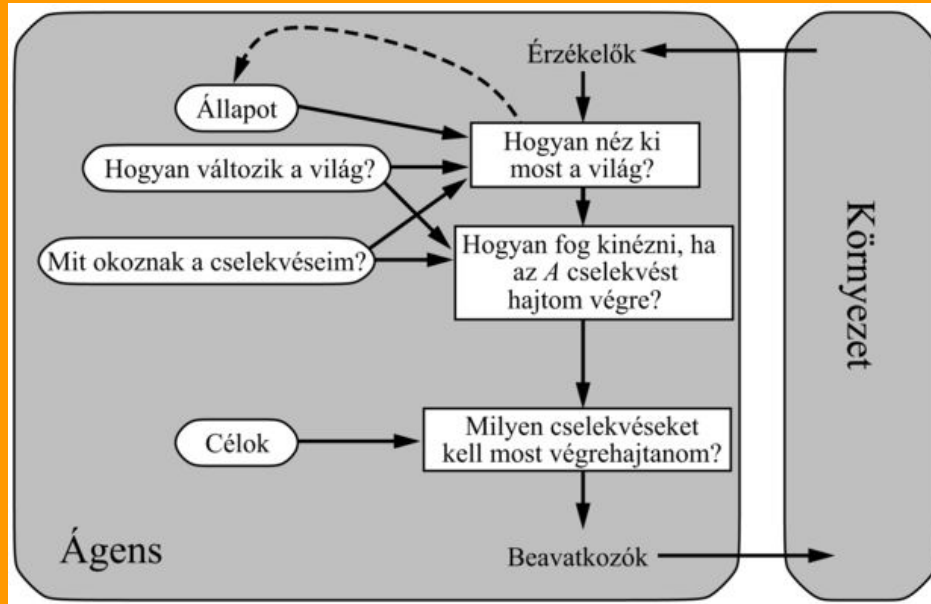 Érzékelők
Állapot
Hogyan néz ki
most a világ?
Hogyan változik a világ?
Mit okoznak a cselekvéseim?
Hogyan fog kinézni, ha
az A cselekvést
hajtom végre?
Célok
Milyen cselekvéseket
kell most végrehajtanom?
Ágens
Beavatkozók
Környezet